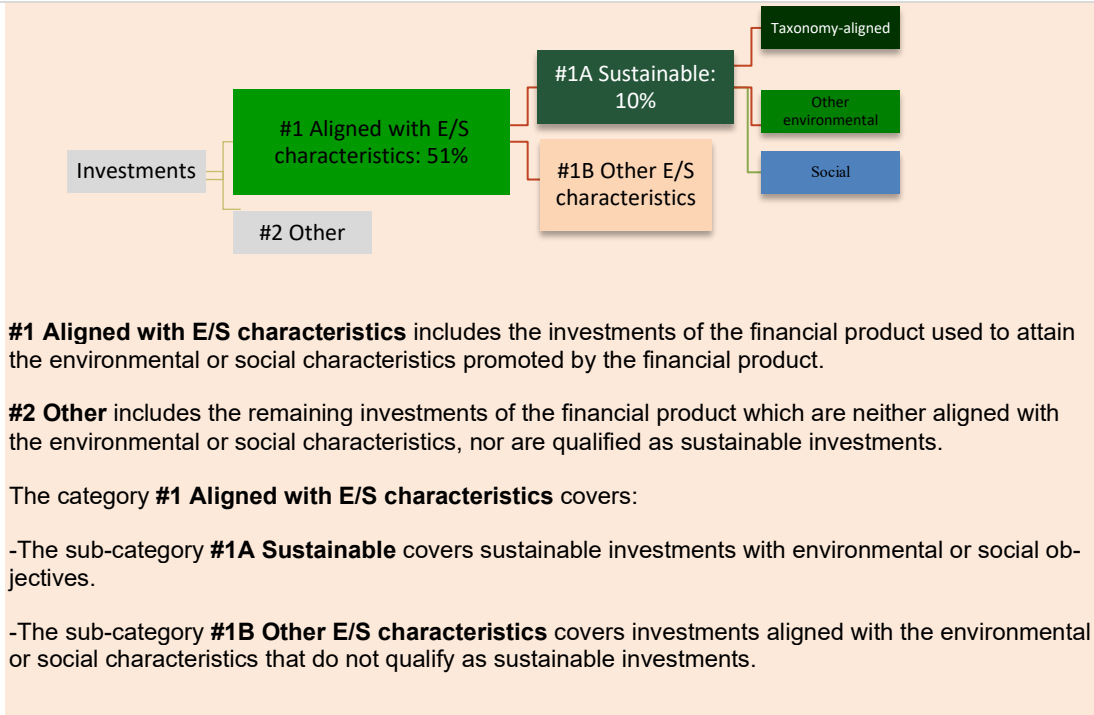 Taxonomy-aligned
#1A Sustainable:
10%
Other
environmental
#1 Aligned with E/S
characteristics: 51%
Investments
#1B Other E/S
characteristics
Social
#2 Other
#1 Aligned with E/S characteristics includes the investments of the financial product used to attain
the environmental or social characteristics promoted by the financial product.
#2 Other includes the remaining investments of the financial product which are neither aligned with
the environmental or social characteristics, nor are qualified as sustainable investments.
The category #1 Aligned with E/S characteristics covers:
-The sub-category #1A Sustainable covers sustainable investments with environmental or social ob-
jectives.
-The sub-category #1B Other E/S characteristics covers investments aligned with the environmental
or social characteristics that do not qualify as sustainable investments.